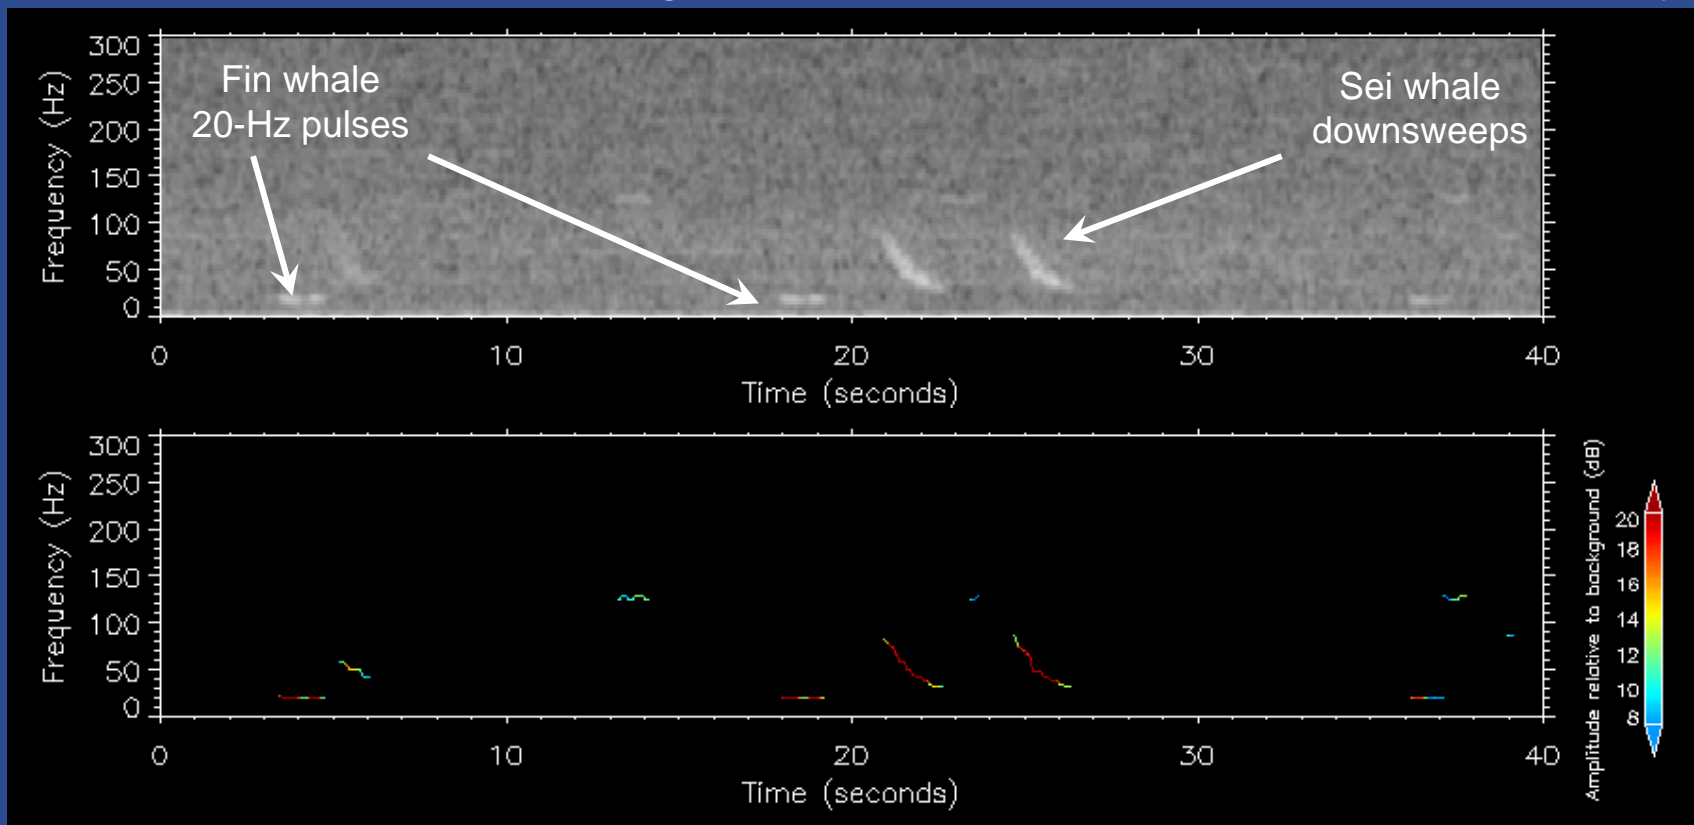 Fin whale
20-Hz pulses
Sei whale
downsweeps
Frequency (Hz)
300
250
200
150
100
50
0
0 10 20 30 40
Time (seconds)
Frequency (Hz)
300
250
200
150
100
50
0
0 10 20 30 40
Time (seconds)
Amplitude relative to background (dB)
20
18
16
14
12
10
8